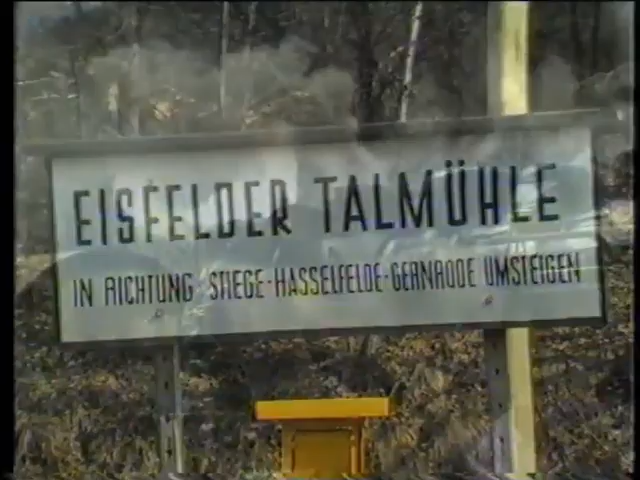 EISFELDER TALMÜHLE
IN RICHTUNG STIEGE-HASSELFELDE-GERNRODE UMSTEIGEN